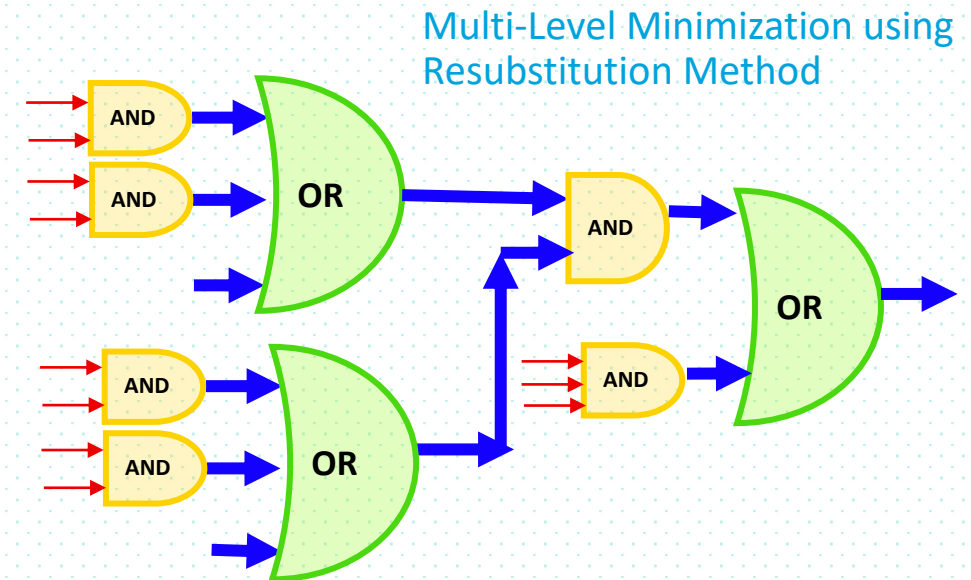 Multi-Level Minimization using
Resubstitution Method
AND
AND
OR
AND
OR
AND
AND
AND
OR